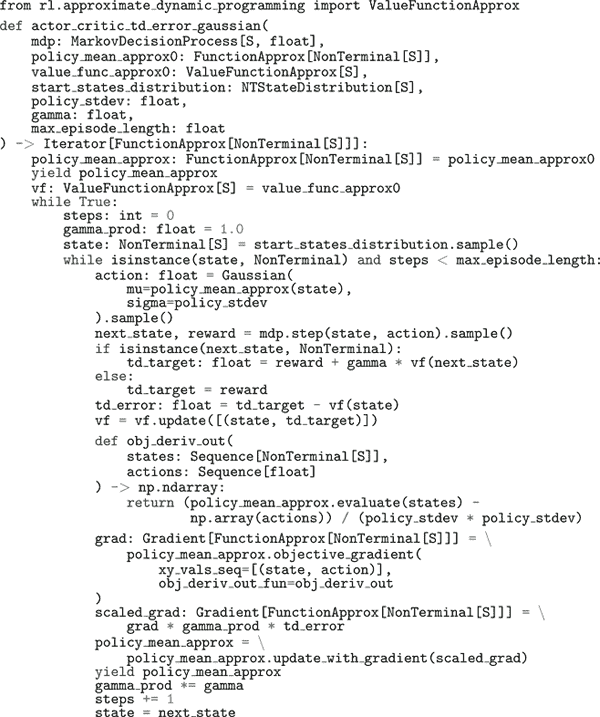 from rl.approximate_dynamic_programming import ValueFunctionApprox
def actor_critic_td_error_gaussian(
    mdp: MarkovDecisionProcess[S, float],
    policy_mean_approx0: FunctionApprox[NonTerminal[S]],
    value_func_approx0: ValueFunctionApprox[S],
    start_states_distribution: NTStateDistribution[S],
    policy_stdev: float,
    gamma: float,
    max_episode_length: float
) -> Iterator[FunctionApprox[NonTerminal[S]]]:
    policy_mean_approx: FunctionApprox[NonTerminal[S]] = policy_mean_approx0
    yield policy_mean_approx
    vf: ValueFunctionApprox[S] = value_func_approx0
    while True:
        steps: int = 0
        gamma_prod: float = 1.0
        state: NonTerminal[S] = start_states_distribution.sample()
        while isinstance(state, NonTerminal) and steps < max_episode_length:
            action: float = Gaussian(
                mu=policy_mean_approx(state),
                sigma=policy_stdev
            ).sample()
            next_state, reward = mdp.step(state, action).sample()
            if isinstance(next_state, NonTerminal):
                td_target: float = reward + gamma * vf(next_state)
            else:
                td_target = reward
            td_error: float = td_target - vf(state)
            vf = vf.update([(state, td_target)])
            def obj_deriv_out(
                states: Sequence[NonTerminal[S]],
                actions: Sequence[float]
            ) -> np.ndarray:
                return (policy_mean_approx.evaluate(states) -
                        np.array(actions)) / (policy_stdev * policy_stdev)
            grad: Gradient[FunctionApprox[NonTerminal[S]]] = \
                policy_mean_approx.objective_gradient(
                    xy_vals_seq=[(state, action)],
                    obj_deriv_out_fun=obj_deriv_out
            )
            scaled_grad: Gradient[FunctionApprox[NonTerminal[S]]] = \
                grad * gamma_prod * td_error
            policy_mean_approx = \
                policy_mean_approx.update_with_gradient(scaled_grad)
            yield policy_mean_approx
            gamma_prod *= gamma
            steps += 1
            state = next_state